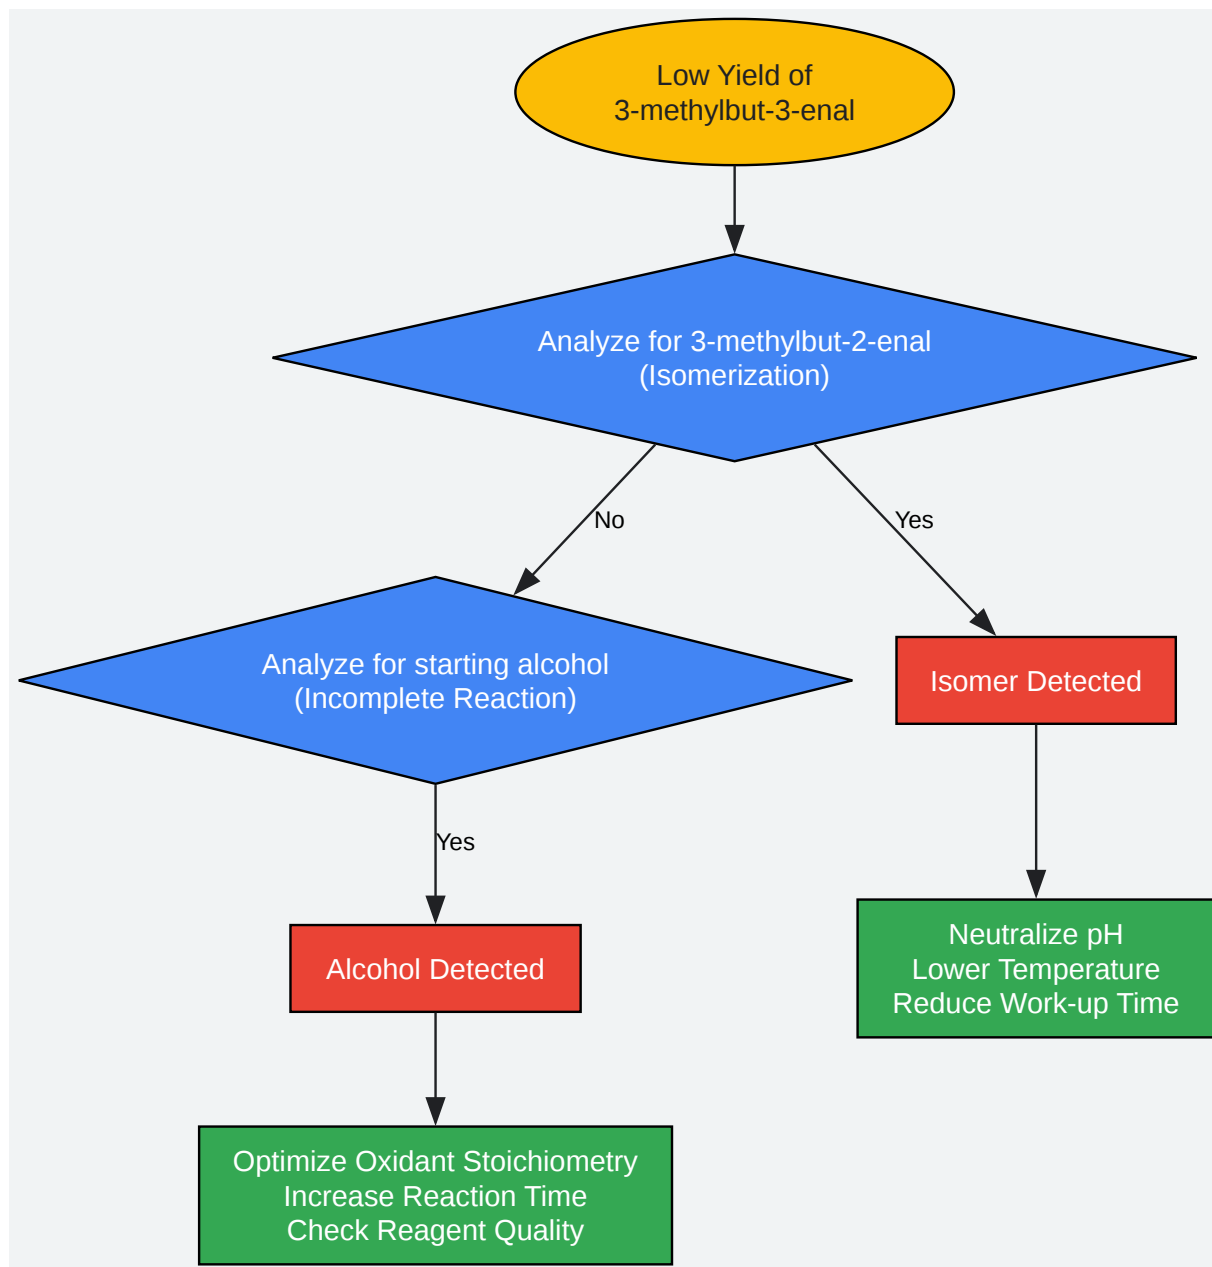 Low Yield of
3-methylbut-3-enal
Analyze for 3-methylbut-2-enal
(Isomerization)
No
Yes
Analyze for starting alcohol
(Incomplete Reaction)
Isomer Detected
Yes
Alcohol Detected
Neutralize pH
Lower Temperature
Reduce Work-up Time
Optimize Oxidant Stoichiometry
Increase Reaction Time
Check Reagent Quality